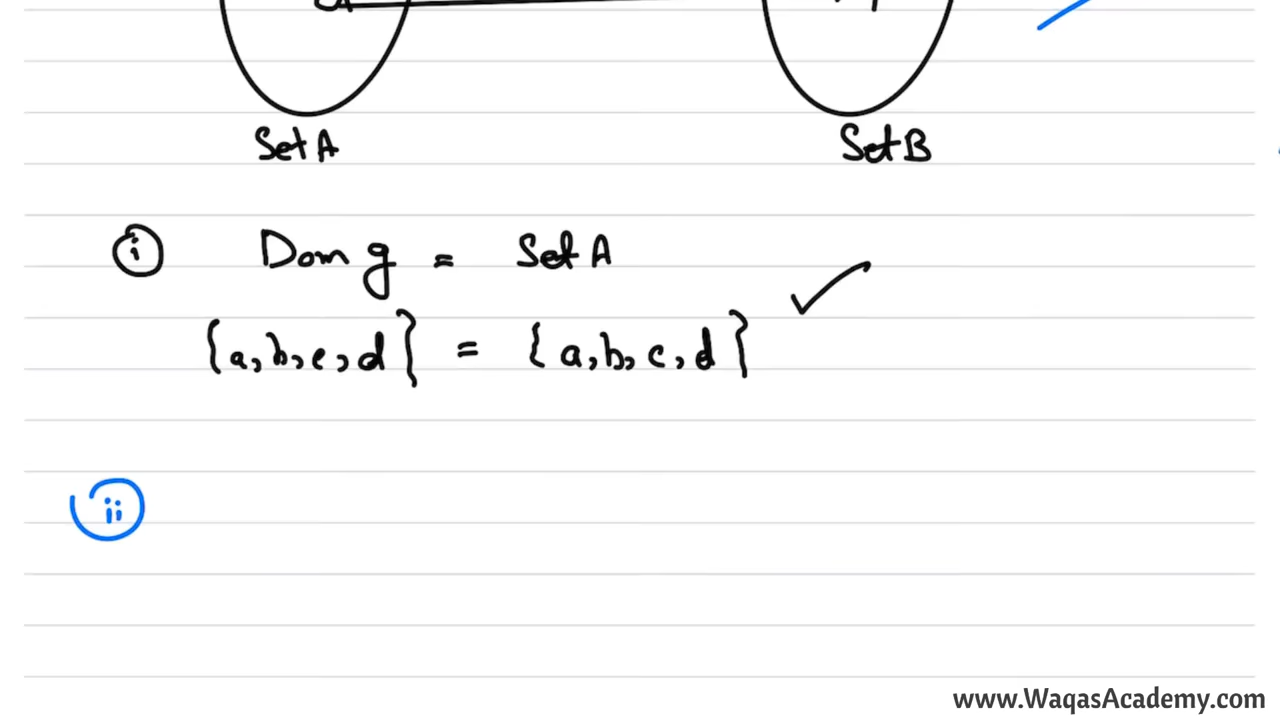 Set A Set B
(i) Dom g = Set A
{a, b, c, d} = {a, b, c, d} ✓
(ii)
www.WaqasAcademy.com